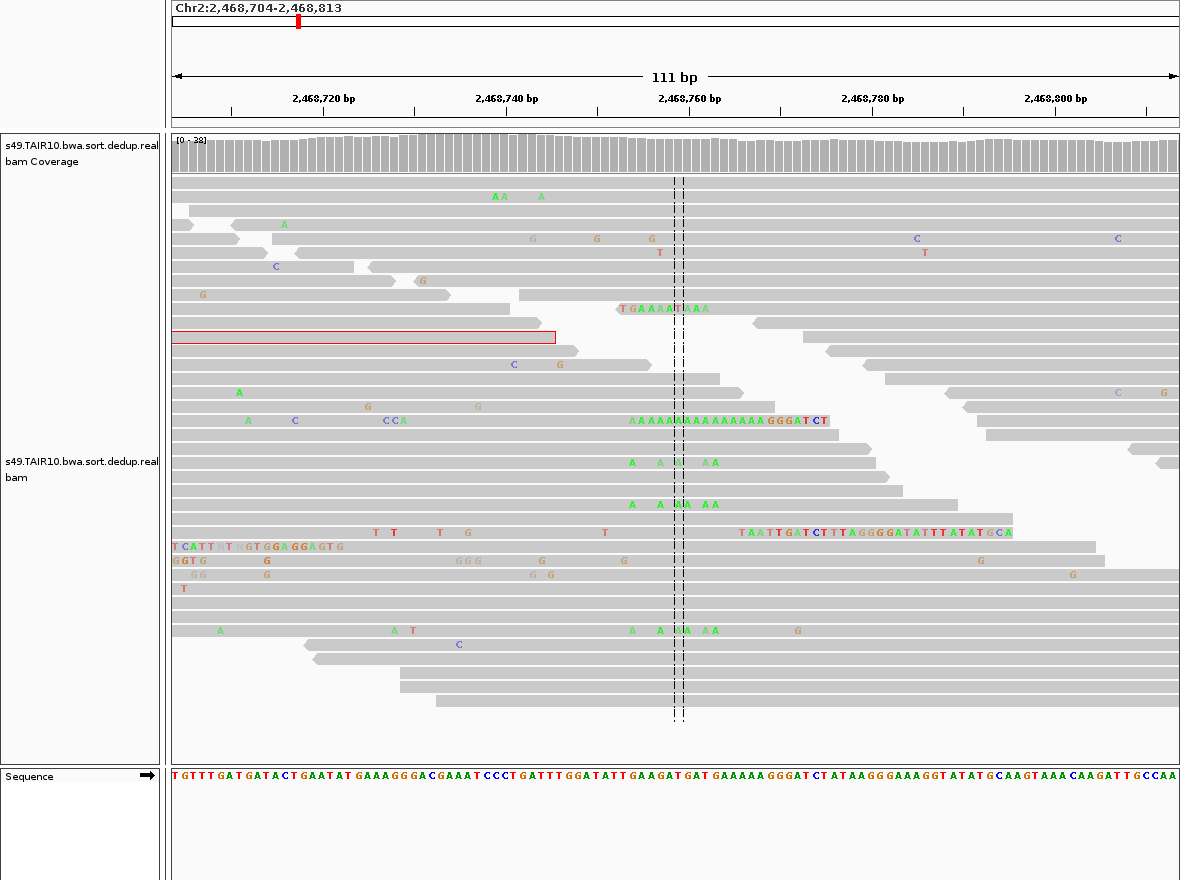 Chr2:2,468,704-2,468,813
111 bp
2,468,720 bp 2,468,740 bp 2,468,760 bp 2,468,780 bp 2,468,800 bp
s49.TAIR10.bwa.sort.dedup.real
bam Coverage
[0 - 38]
A A A
A
G G G C C
T T
C
G
G
T G A A A A T A A A
C G
A C G
G G
A C C C A A A A A A A A A A A A A A A A G G G A T C T
s49.TAIR10.bwa.sort.dedup.real
bam
A A A A A
A A A A A A
T T T G T T A A T T G A T C T T T A G G G G A T A T T T A T A T G C A
T C A T T N T N G T G G A G G A G T G
G G T G G G G G G G G
G G G G G G
T
A A T A A A A A A G
C
Sequence
TGTTTGATGATACTGAATATGAAAGGGACGAAATCCCTGATTTGGATATTGAAGATGATGAAAAAGGGATCTATAAGGGAAAGGTATATGCAAGTAAACAAGATTGCCAA